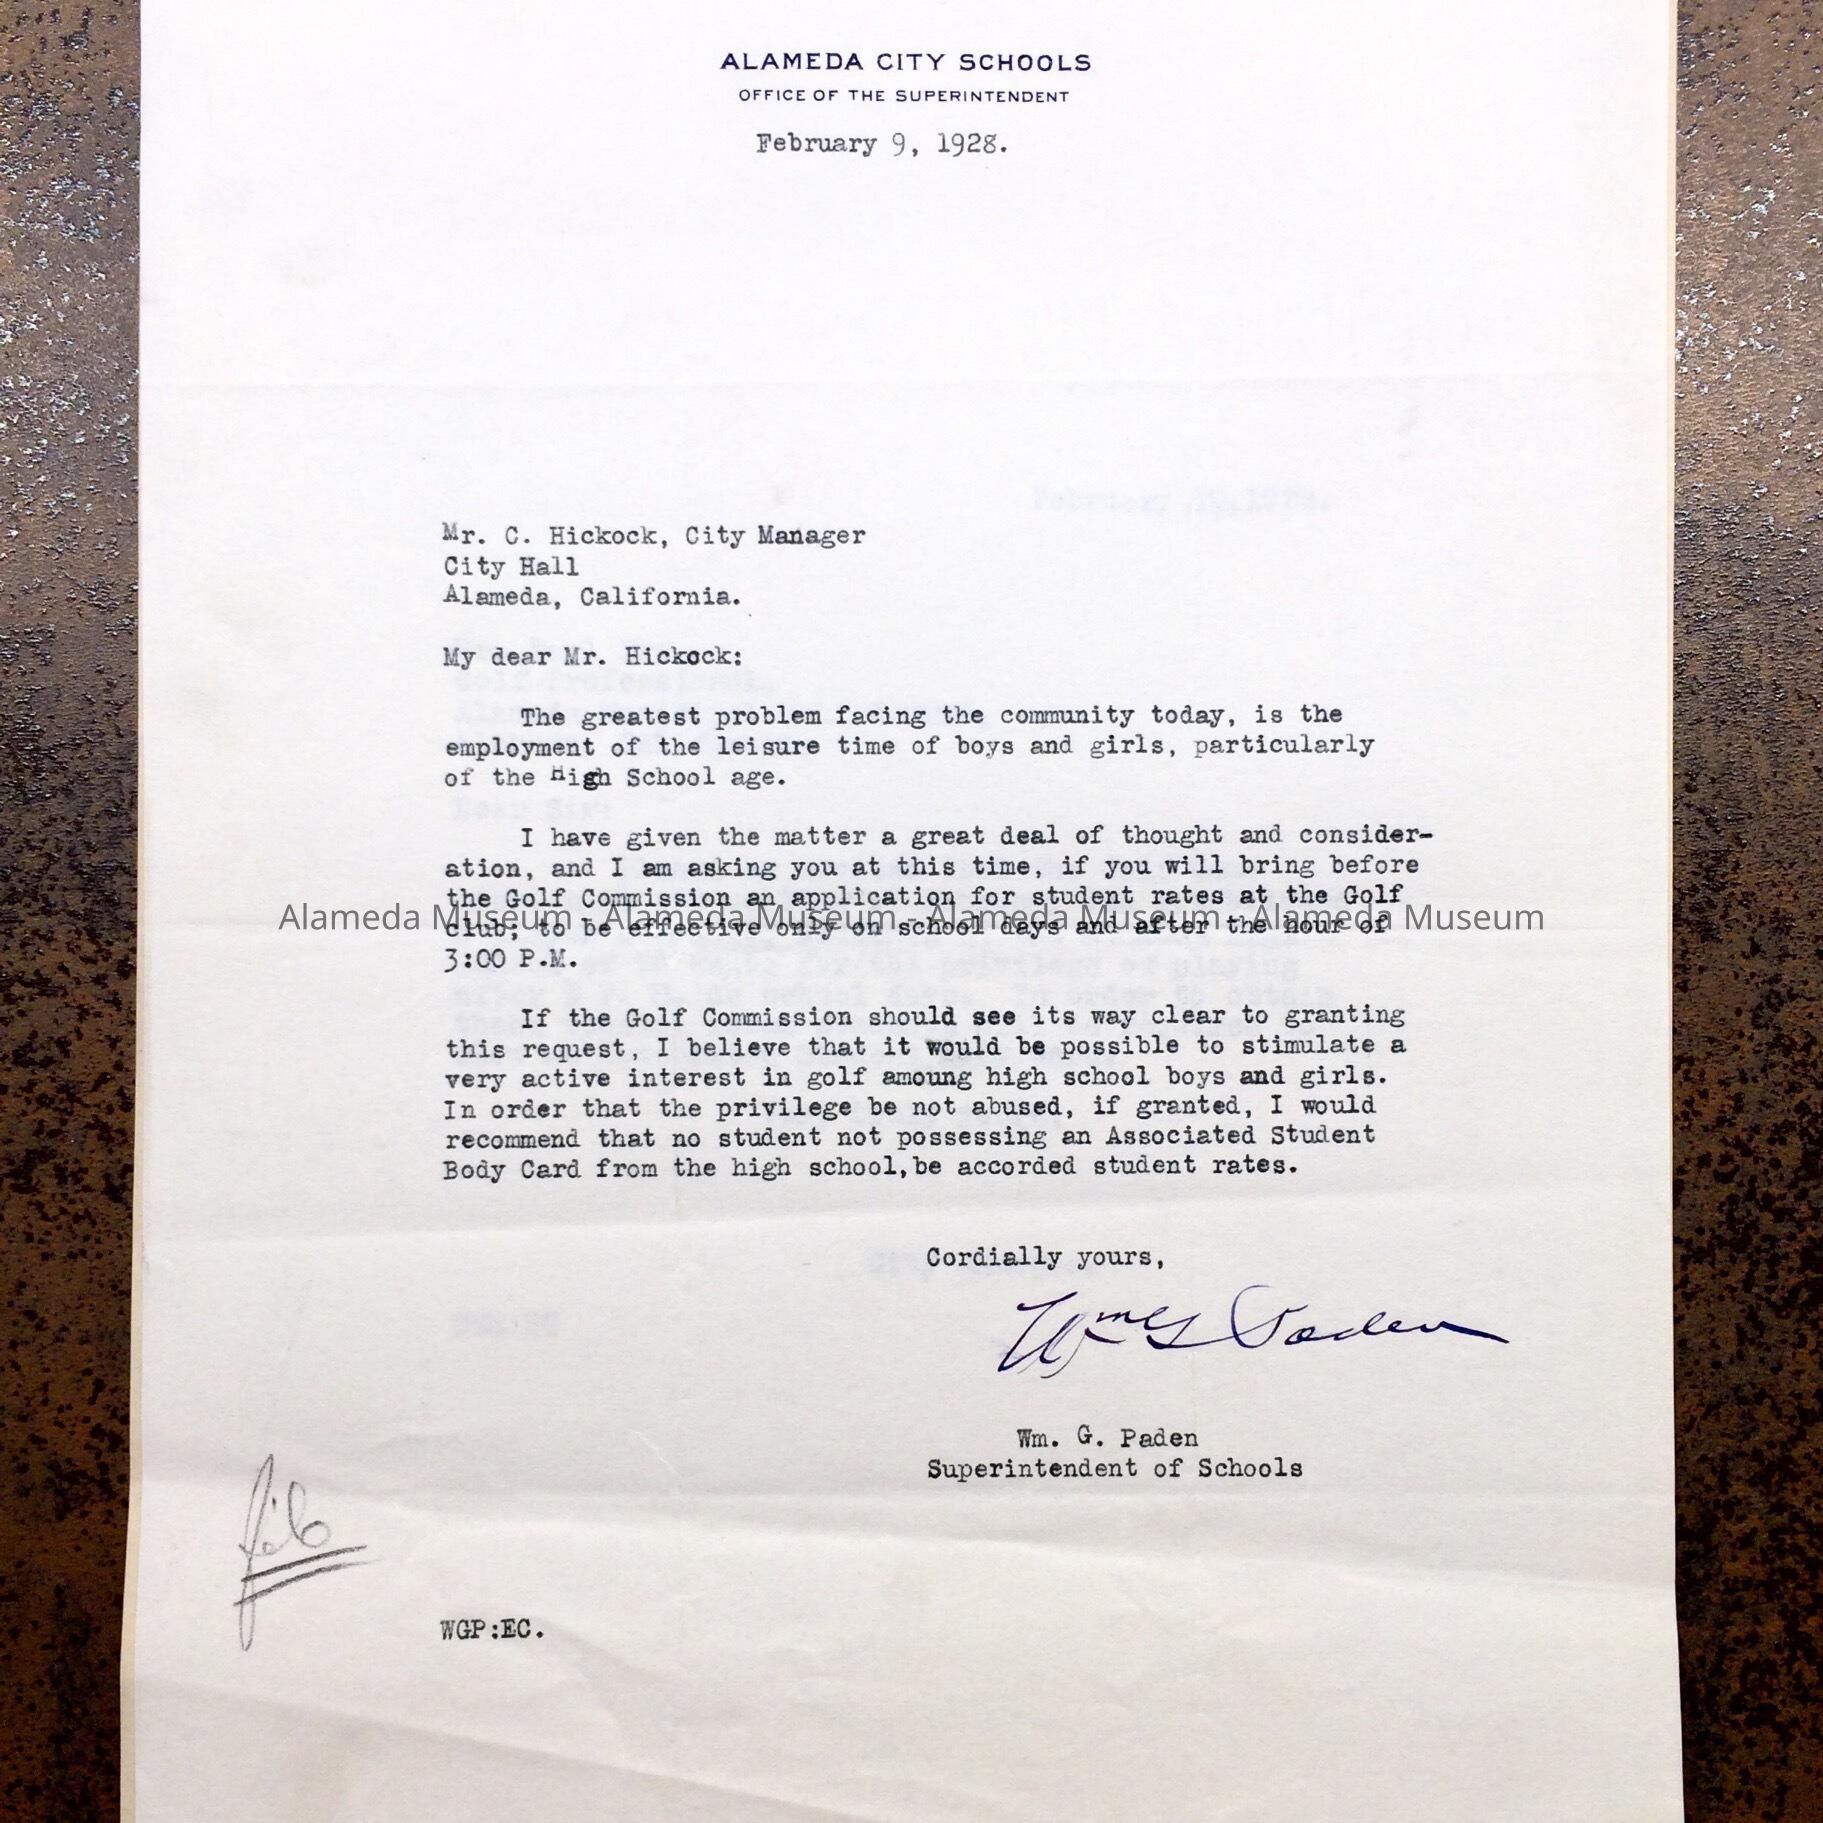 ALAMEDA CITY SCHOOLS
OFFICE OF THE SUPERINTENDENT
February 9, 1928.
Mr. C. Hickock, City Manager
City Hall
Alameda, California.
My dear Mr. Hickock:
The greatest problem facing the community today, is the
employment of the leisure time of boys and girls, particularly
of the High School age.
I have given the matter a great deal of thought and consider-
ation, and I am asking you at this time, if you will bring before
the Golf Commission an application for student rates at the Golf
Alameda Museum - Alameda Museum - Alameda Museum - Alameda Museum
club; to be effective only on school days and after the hour of
3:00 P.M.
If the Golf Commission should see its way clear to granting
this request, I believe that it would be possible to stimulate a
very active interest in golf amoung high school boys and girls.
In order that the privilege be not abused, if granted, I would
recommend that no student not possessing an Associated Student
Body Card from the high school, be accorded student rates.
Cordially yours,
Wm G Paden
Wm. G. Paden
Superintendent of Schools
file
WGP:EC.